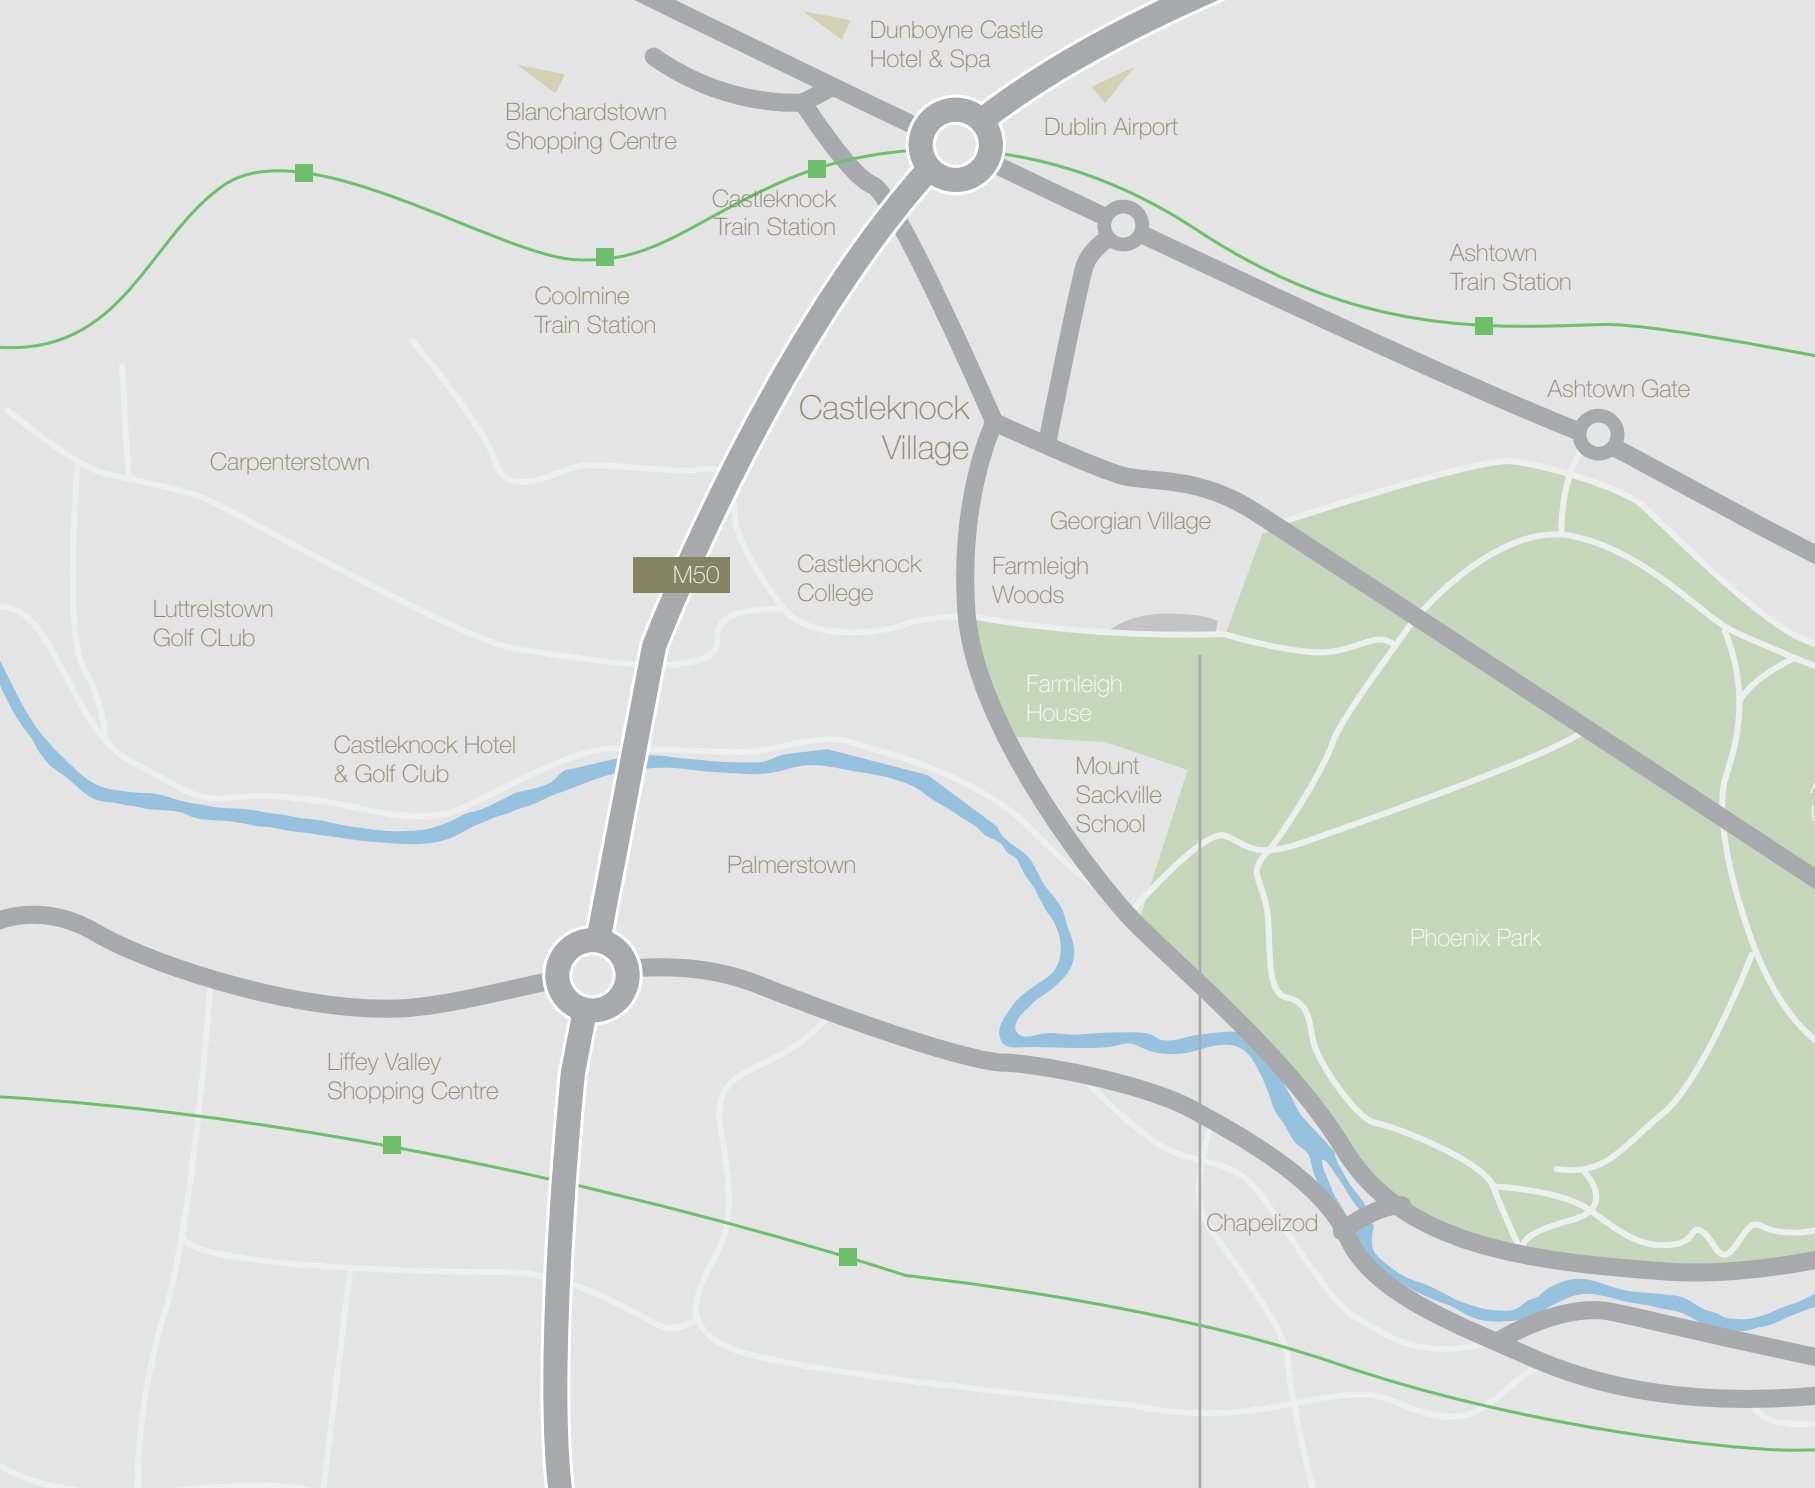 Dunboyne Castle
Hotel & Spa
Blanchardstown
Shopping Centre
Dublin Airport
Castleknock
Train Station
Ashtown
Train Station
Coolmine
Train Station
Ashtown Gate
Castleknock
Village
Carpenterstown
Georgian Village
M50
Castleknock
College
Farmleigh
Woods
Luttrelstown
Golf CLub
Farmleigh
House
Castleknock Hotel
& Golf Club
Mount
Sackville
School
Palmerstown
Phoenix Park
Liffey Valley
Shopping Centre
Chapelizod